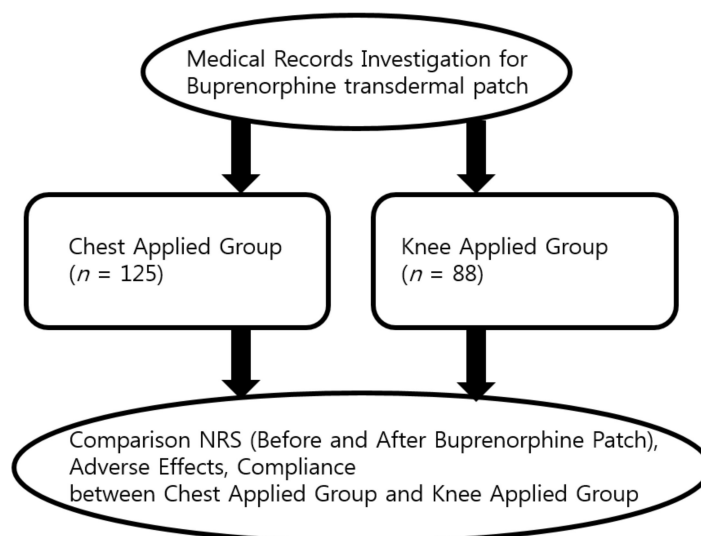 Medical Records Investigation for
Buprenorphine transdermal patch
Chest Applied Group
(n = 125)
Knee Applied Group
(n = 88)
Comparison NRS (Before and After Buprenorphine Patch),
Adverse Effects, Compliance
between Chest Applied Group and Knee Applied Group